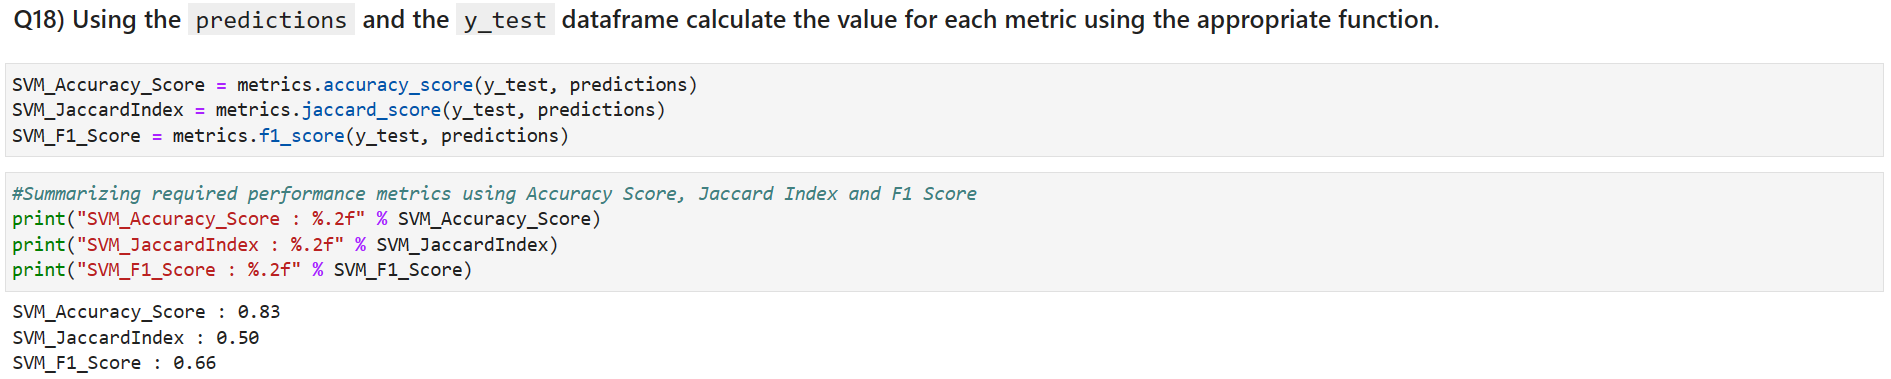 Q18) Using the predictions and the y_test dataframe calculate the value for each metric using the appropriate function.
SVM_Accuracy_Score = metrics.accuracy_score(y_test, predictions)
SVM_JaccardIndex = metrics.jaccard_score(y_test, predictions)
SVM_F1_Score = metrics.f1_score(y_test, predictions)
#Summarizing required performance metrics using Accuracy Score, Jaccard Index and F1 Score
print("SVM_Accuracy_Score : %.2f" % SVM_Accuracy_Score)
print("SVM_JaccardIndex : %.2f" % SVM_JaccardIndex)
print("SVM_F1_Score : %.2f" % SVM_F1_Score)
SVM_Accuracy_Score : 0.83
SVM_JaccardIndex : 0.50
SVM_F1_Score : 0.66